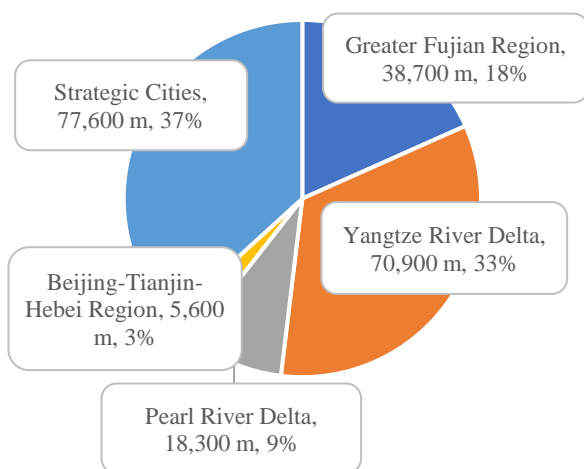 Greater Fujian Region,
38,700 m, 18%
Strategic Cities,
77,600 m, 37%
Yangtze River Delta,
70,900 m, 33%
Beijing-Tianjin-
Hebei Region, 5,600
m, 3%
Pearl River Delta,
18,300 m, 9%